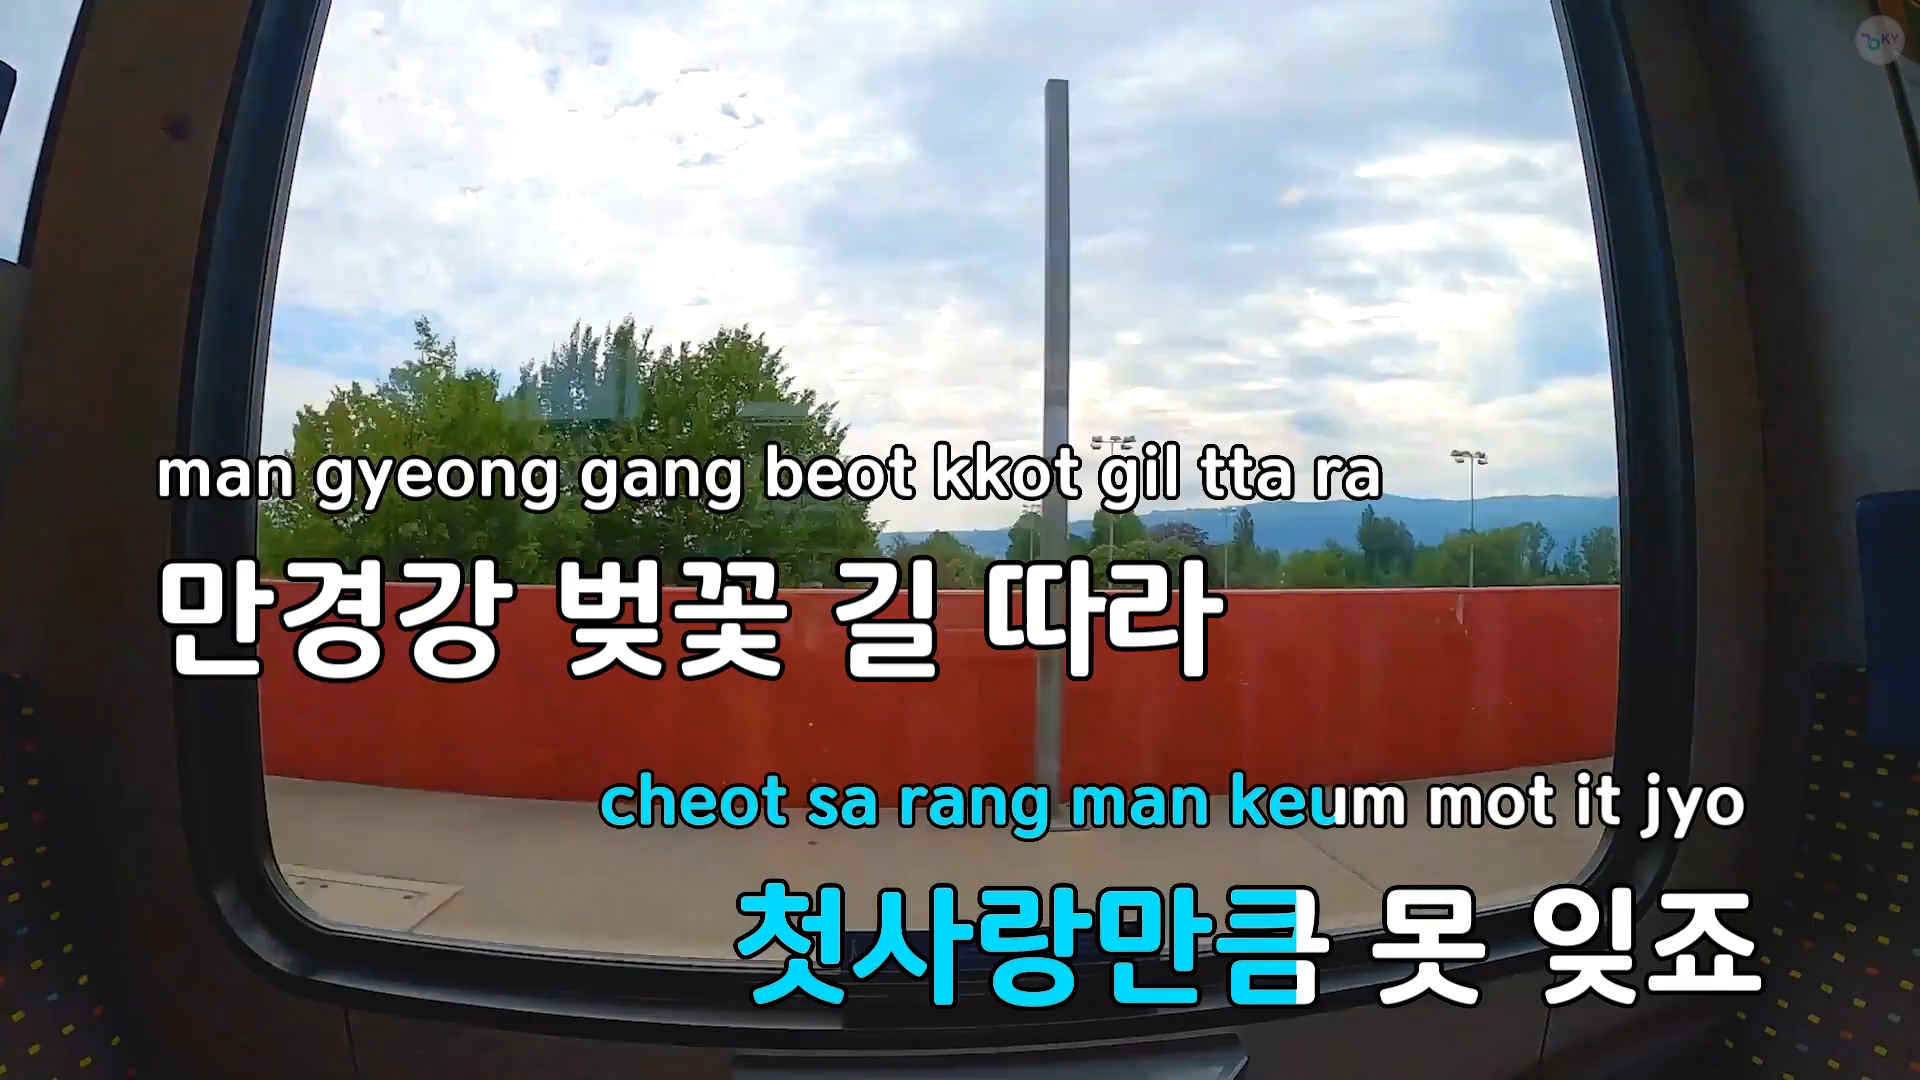 KY
man gyeong gang beot kkot gil tta ra
만경강 벚꽃 길 따라
cheot sa rang man keum mot it jyo
첫사랑만큼 못 잊죠